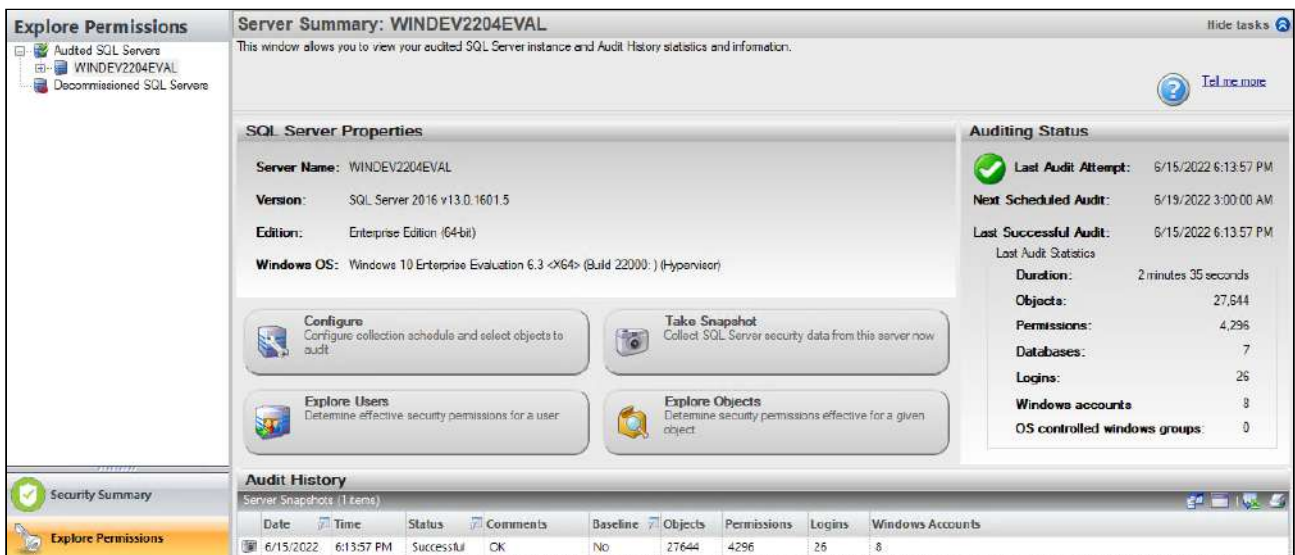 Explore Permissions
Audited SQL Servers
WINDEV2204EVAL
Decommissioned SQL Servers
Security Summary
Explore Permissions
Server Summary: WINDEV2204EVAL
Hide tasks
This window allows you to view your audited SQL Server instance and Audit History statistics and information.
Tell me more
SQL Server Properties
Server Name: WINDEV2204EVAL
Version: SQL Server 2016 v13.0.1601.5
Edition: Enterprise Edition (64-bit)
Windows OS: Windows 10 Enterprise Evaluation 6.3 <X64> (Build 22000: ) (Hypervisor)
Auditing Status
Last Audit Attempt: 6/15/2022 6:13:57 PM
Next Scheduled Audit: 6/19/2022 3:00:00 AM
Last Successful Audit: 6/15/2022 6:13:57 PM
Last Audit Statistics
Duration: 2 minutes 35 seconds
Objects: 27,644
Permissions: 4,296
Databases: 7
Logins: 26
Windows accounts 8
OS controlled windows groups: 0
Configure
Configure collection schedule and select objects to
audit
Take Snapshot
Collect SQL Server security data from this server now
Explore Users
Determine effective security permissions for a user
Explore Objects
Determine security permissions effective for a given
object
Audit History
Server Snapshots (1 items)
Date Time Status Comments Baseline Objects Permissions Logins Windows Accounts
6/15/2022 6:13:57 PM Successful OK No 27644 4296 26 8